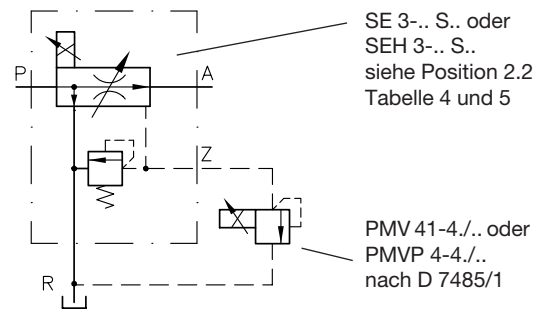 SE 3-.. S.. oder
SEH 3-.. S..
siehe Position 2.2
Tabelle 4 und 5
P
A
Z
PMV 41-4./.. oder
PMVP 4-4./..
nach D 7485/1
R